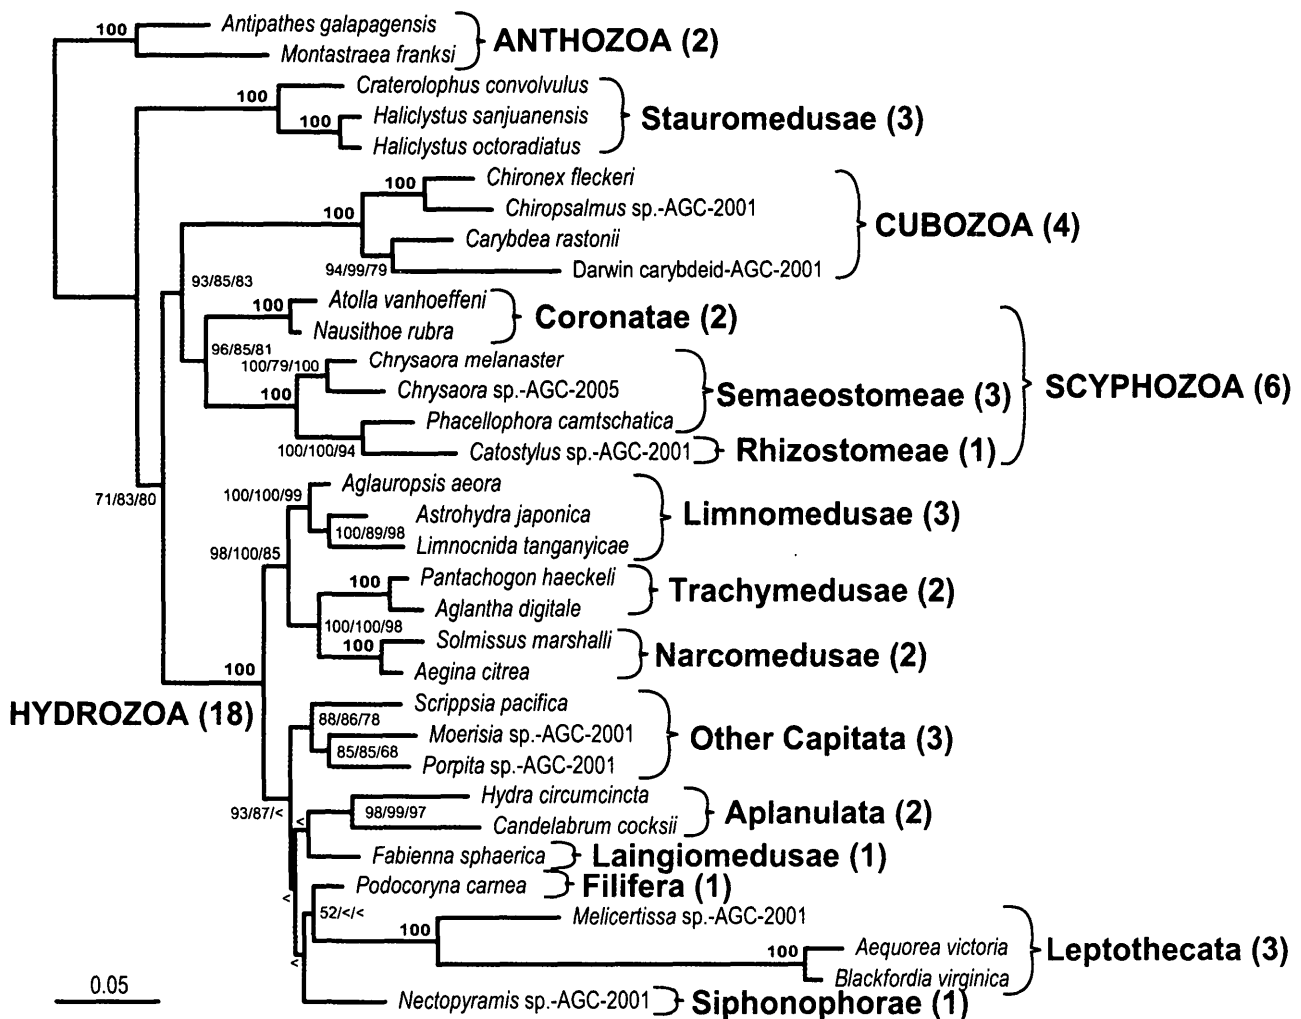 100
Antipathes galapagensis
Montastraea franksi
ANTHOZOA (2)
100
Craterolophus convolvulus
100
Haliclystus sanjuanensis
Haliclystus octoradiatus
Stauromedusae (3)
100
100
Chironex fleckeri
Chiropsalmus sp.-AGC-2001
Carybdea rastonii
94/99/79
Darwin carybdeid-AGC-2001
CUBOZOA (4)
93/85/83
100
Atolla vanhoeffeni
Nausithoe rubra
Coronatae (2)
96/85/81
100/79/100
Chrysaora melanaster
Chrysaora sp.-AGC-2005
100
Phacellophora camtschatica
Semaeostomeae (3)
100/100/94
Catostylus sp.-AGC-2001
Rhizostomeae (1)
SCYPHOZOA (6)
71/83/80
100/100/99
Aglauropsis aeora
Astrohydra japonica
100/89/98
Limnocnida tanganyicae
Limnomedusae (3)
98/100/85
100
Pantachogon haeckeli
Aglantha digitale
Trachymedusae (2)
100/100/98
100
Solmissus marshalli
Aegina citrea
Narcomedusae (2)
100
HYDROZOA (18)
Scrippsia pacifica
88/86/78
Moerisia sp.-AGC-2001
85/85/68
Porpita sp.-AGC-2001
Other Capitata (3)
93/87/<
<
Hydra circumcincta
98/99/97
Candelabrum cocksii
Aplanulata (2)
Fabienna sphaerica
Laingiomedusae (1)
<
Podocoryna carnea
Filifera (1)
52/</<
100
Melicertissa sp.-AGC-2001
100
Aequorea victoria
Blackfordia virginica
Leptothecata (3)
<
Nectopyramis sp.-AGC-2001
Siphonophorae (1)
0.05